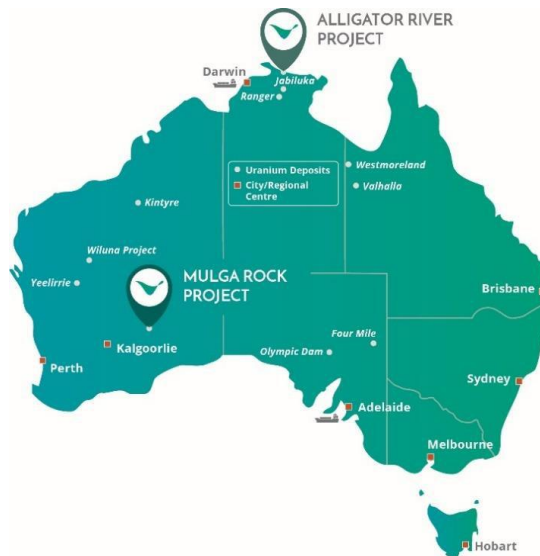 ALLIGATOR RIVER
PROJECT
Darwin
Jabiluka
Ranger
Uranium Deposits
City/Regional
Centre
Westmoreland
Valhalla
Kintyre
Wiluna Project
Yeelirrie
MULGA ROCK
PROJECT
Brisbane
Kalgoorlie
Four Mile
Olympic Dam
Perth
Sydney
Adelaide
Melbourne
Hobart